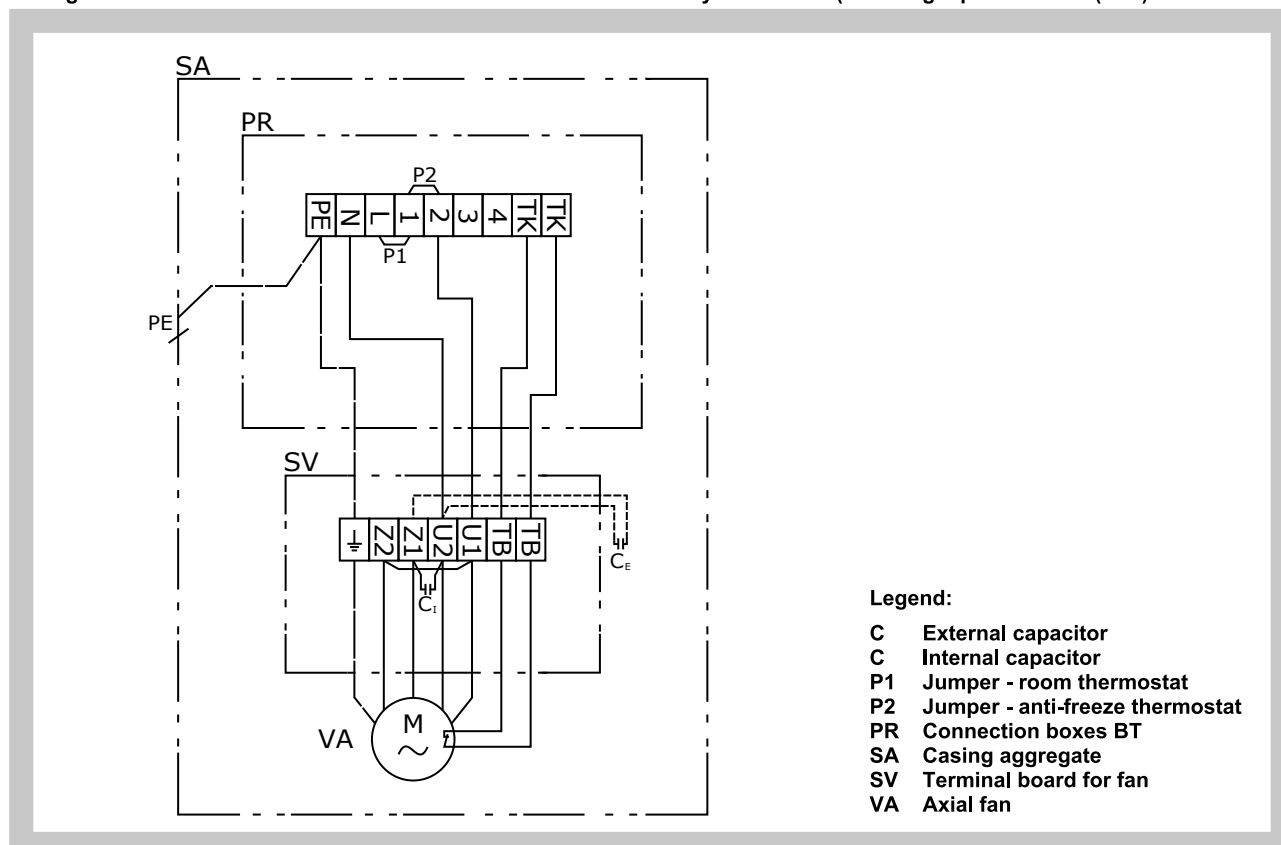 SA
PR
P2
PE N L 1 2 3 4 TK TK
P1
PE
SV
Z2 Z1 U2 U1 TB TB
CE
CI
M
VA
Legend:
C External capacitor
C Internal capacitor
P1 Jumper - room thermostat
P2 Jumper - anti-freeze thermostat
PR Connection boxes BT
SA Casing aggregate
SV Terminal board for fan
VA Axial fan